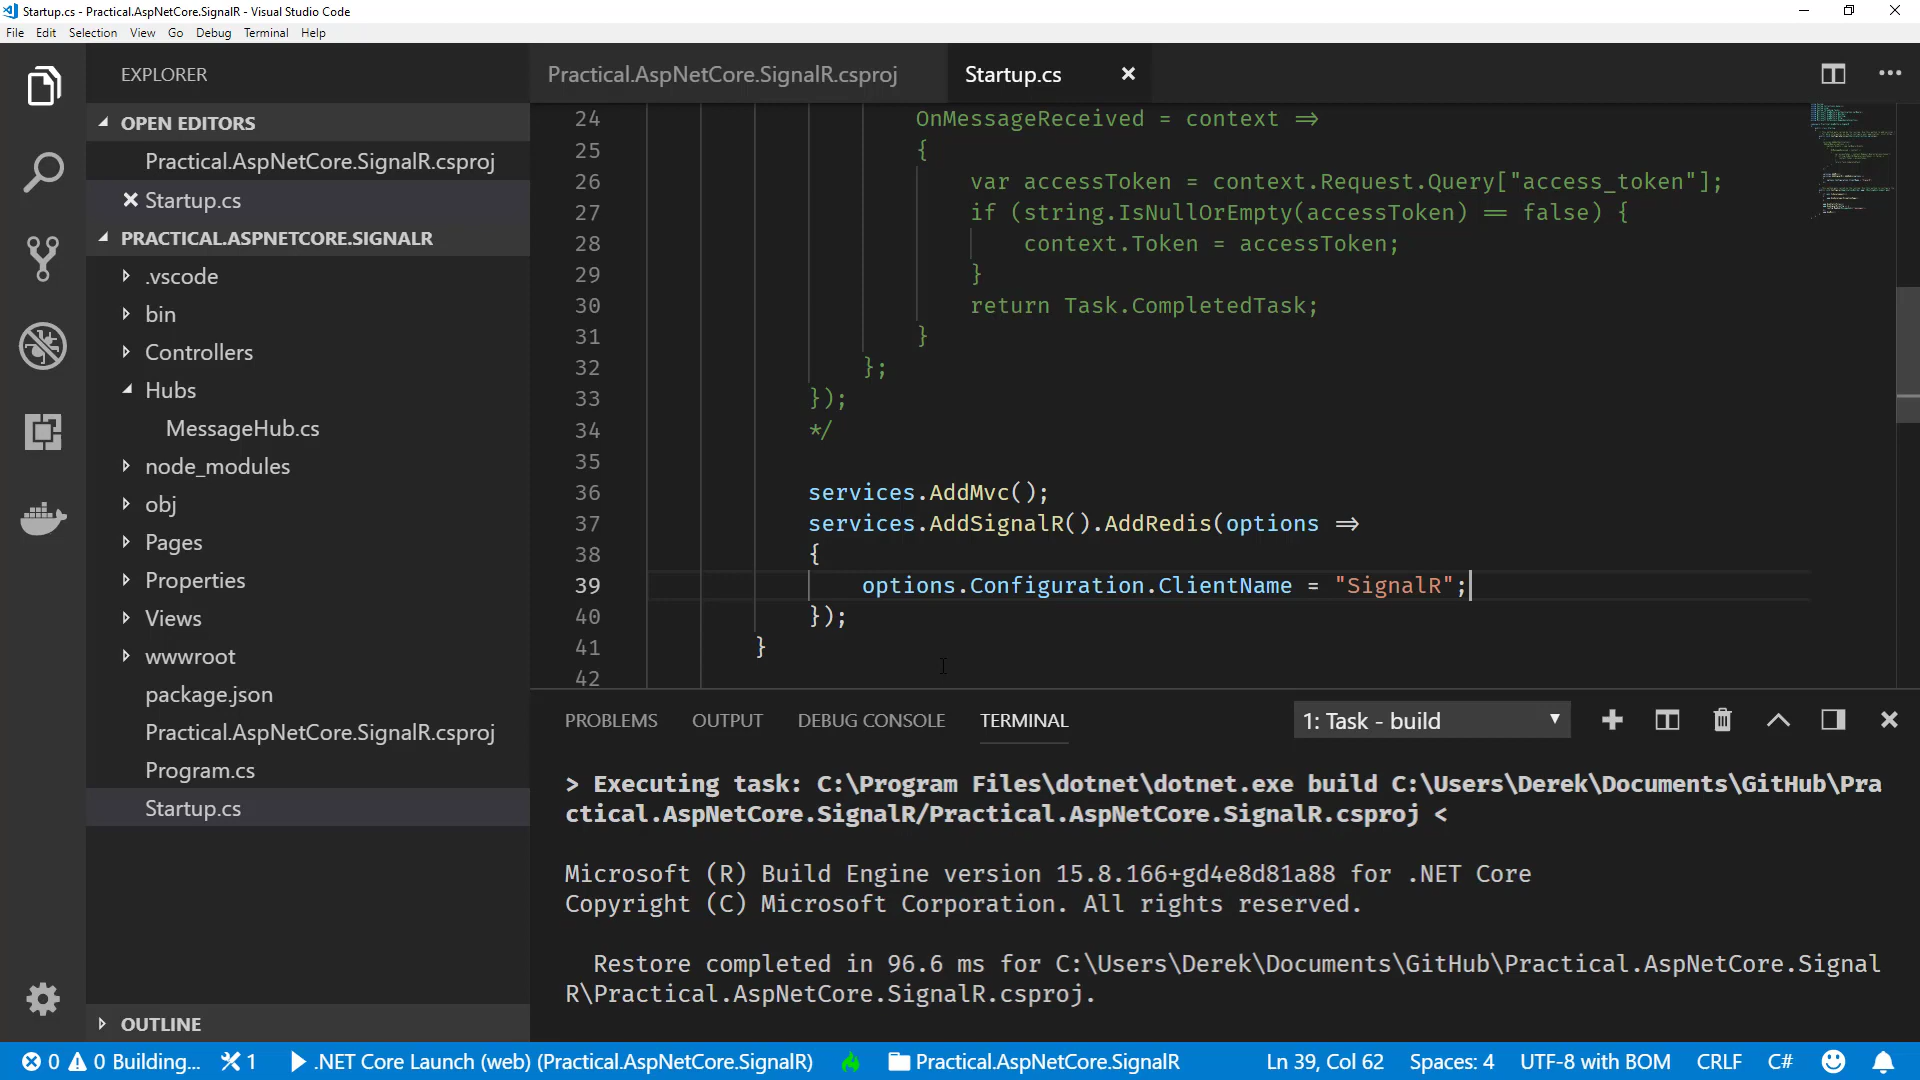 Startup.cs - Practical.AspNetCore.SignalR - Visual Studio Code
File Edit Selection View Go Debug Terminal Help
EXPLORER
OPEN EDITORS
Practical.AspNetCore.SignalR.csproj
Startup.cs
PRACTICAL.ASPNETCORE.SIGNALR
.vscode
bin
Controllers
Hubs
MessageHub.cs
node_modules
obj
Pages
Properties
Views
wwwroot
package.json
Practical.AspNetCore.SignalR.csproj
Program.cs
Startup.cs
OUTLINE
Practical.AspNetCore.SignalR.csproj Startup.cs
24 OnMessageReceived = context =>
25 {
26 var accessToken = context.Request.Query["access_token"];
27 if (string.IsNullOrEmpty(accessToken) == false) {
28 context.Token = accessToken;
29 }
30 return Task.CompletedTask;
31 }
32 };
33 });
34 */
35
36 services.AddMvc();
37 services.AddSignalR().AddRedis(options =>
38 {
39 options.Configuration.ClientName = "SignalR";
40 });
41 }
42
PROBLEMS OUTPUT DEBUG CONSOLE TERMINAL 1: Task - build
> Executing task: C:\Program Files\dotnet\dotnet.exe build C:\Users\Derek\Documents\GitHub\Pra
ctical.AspNetCore.SignalR/Practical.AspNetCore.SignalR.csproj <
Microsoft (R) Build Engine version 15.8.166+gd4e8d81a88 for .NET Core
Copyright (C) Microsoft Corporation. All rights reserved.
Restore completed in 96.6 ms for C:\Users\Derek\Documents\GitHub\Practical.AspNetCore.Signal
R\Practical.AspNetCore.SignalR.csproj.
0 0 Building... 1 .NET Core Launch (web) (Practical.AspNetCore.SignalR) Practical.AspNetCore.SignalR Ln 39, Col 62 Spaces: 4 UTF-8 with BOM CRLF C#